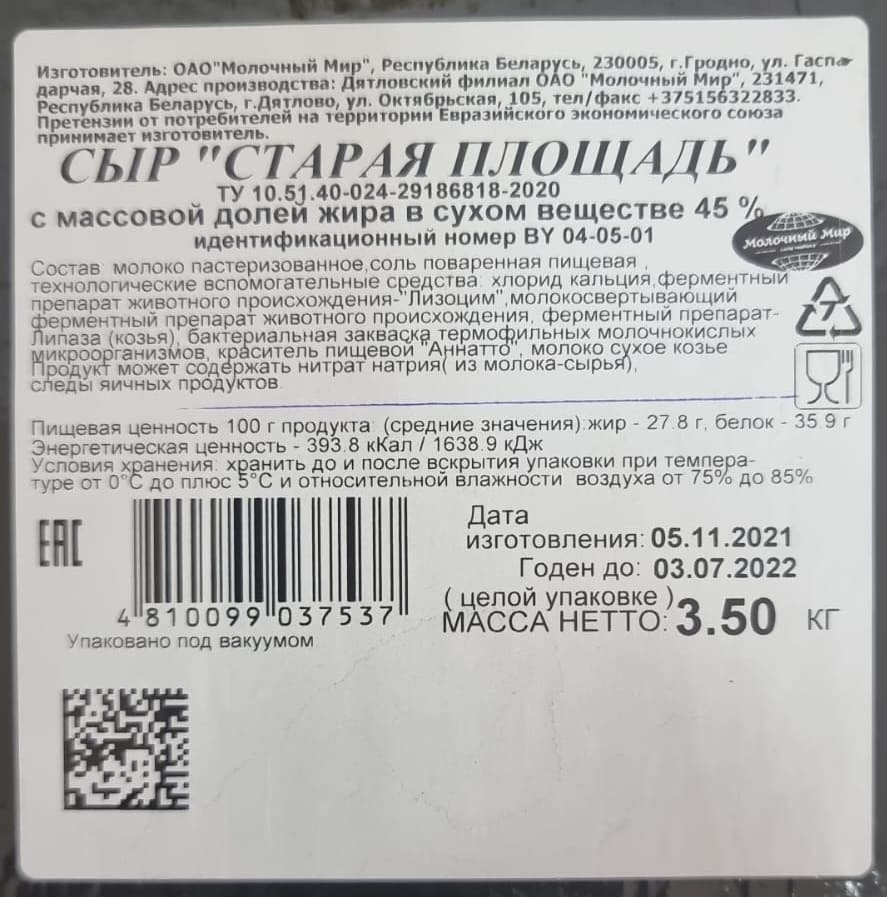 Изготовитель: ОАО"Молочный Мир", Республика Беларусь, 230005, г.Гродно, ул. Гаспа-
дарчая, 28. Адрес производства: Дятловский филиал ОАО "Молочный Мир", 231471,
Республика Беларусь, г.Дятлово, ул. Октябрьская, 105, тел/факс +375156322833.
Претензии от потребителей на территории Евразийского экономического союза
принимает изготовитель.
СЫР "СТАРАЯ ПЛОЩАДЬ"
ТУ 10.51.40-024-29186818-2020
с массовой долей жира в сухом веществе 45 %
идентификационный номер BY 04-05-01
Молочный Мир
Состав: молоко пастеризованное,соль поваренная пищевая ,
технологические вспомогательные средства: хлорид кальция,ферментный
препарат животного происхождения-"Лизоцим",молокосвертывающий
ферментный препарат животного происхождения, ферментный препарат-
Липаза (козья), бактериальная закваска термофильных молочнокислых
микроорганизмов, краситель пищевой "Аннатто", молоко сухое козье
Продукт может содержать нитрат натрия( из молока-сырья),
следы яичных продуктов.
Пищевая ценность 100 г продукта: (средние значения):жир - 27.8 г, белок - 35.9 г
Энергетическая ценность - 393.8 кКал / 1638.9 кДж
Условия хранения: хранить до и после вскрытия упаковки при темпера-
туре от 0°С до плюс 5°С и относительной влажности воздуха от 75% до 85%
EAC
4 810099 037537
Упаковано под вакуумом
Дата
изготовления: 05.11.2021
Годен до: 03.07.2022
( целой упаковке )
МАССА НЕТТО: 3.50 КГ